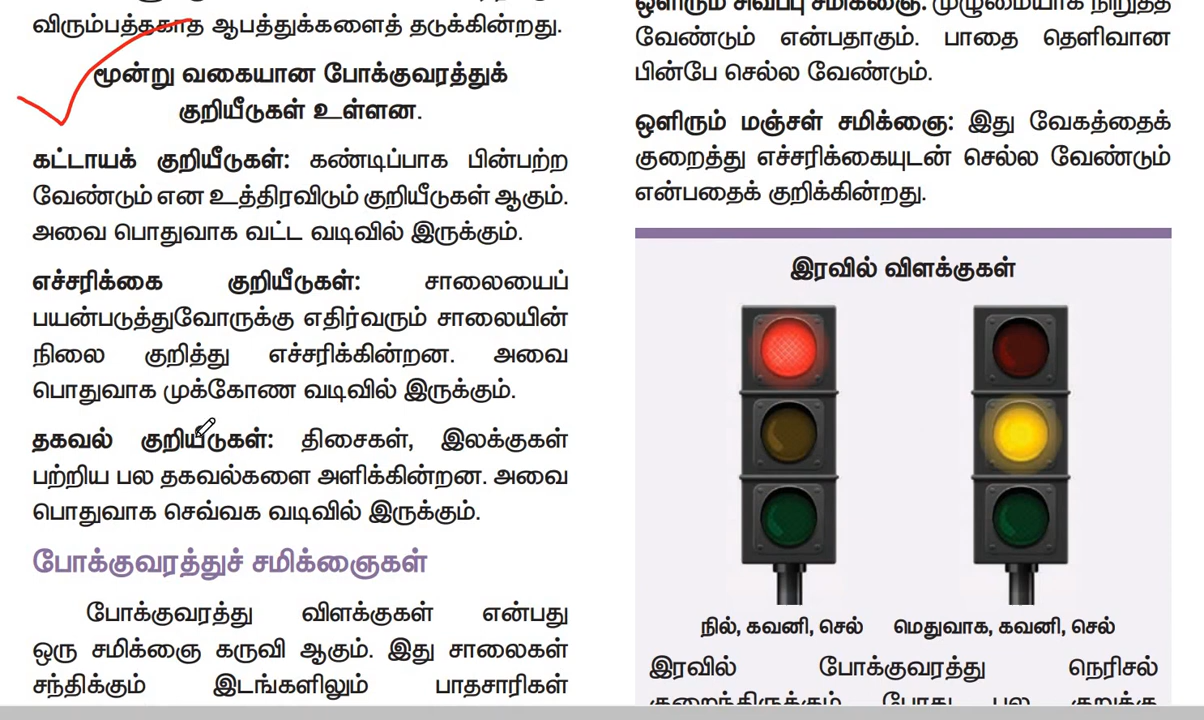 விரும்பத்தகாத ஆபத்துக்களைத் தடுக்கின்றது.
மூன்று வகையான போக்குவரத்துக்
குறியீடுகள் உள்ளன.
கட்டாயக் குறியீடுகள்: கண்டிப்பாக பின்பற்ற
வேண்டும் என உத்திரவிடும் குறியீடுகள் ஆகும்.
அவை பொதுவாக வட்ட வடிவில் இருக்கும்.
எச்சரிக்கை குறியீடுகள்: சாலையைப்
பயன்படுத்துவோருக்கு எதிர்வரும் சாலையின்
நிலை குறித்து எச்சரிக்கின்றன. அவை
பொதுவாக முக்கோண வடிவில் இருக்கும்.
தகவல் குறியீடுகள்: திசைகள், இலக்குகள்
பற்றிய பல தகவல்களை அளிக்கின்றன. அவை
பொதுவாக செவ்வக வடிவில் இருக்கும்.
போக்குவரத்துச் சமிக்ஞைகள்
போக்குவரத்து விளக்குகள் என்பது
ஒரு சமிக்ஞை கருவி ஆகும். இது சாலைகள்
சந்திக்கும் இடங்களிலும் பாதசாரிகள்
ஒளிரும் சிவப்பு சமிக்ஞை: முழுமையாக நிறுத்த
வேண்டும் என்பதாகும். பாதை தெளிவான
பின்பே செல்ல வேண்டும்.
ஒளிரும் மஞ்சள் சமிக்ஞை: இது வேகத்தைக்
குறைத்து எச்சரிக்கையுடன் செல்ல வேண்டும்
என்பதைக் குறிக்கின்றது.
இரவில் விளக்குகள்
நில், கவனி, செல் மெதுவாக, கவனி, செல்
இரவில் போக்குவரத்து நெரிசல்
குறைந்திருக்கும் போது பல குறுக்கு